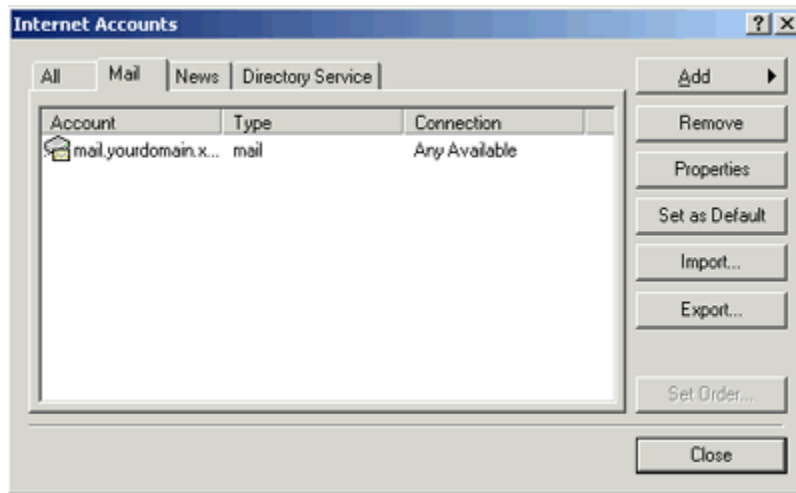 Internet Accounts
All Mail News Directory Service
Add
Account Type Connection
Remove
mail.yourdomain.x... mail Any Available
Properties
Set as Default
Import...
Export...
Set Order...
Close